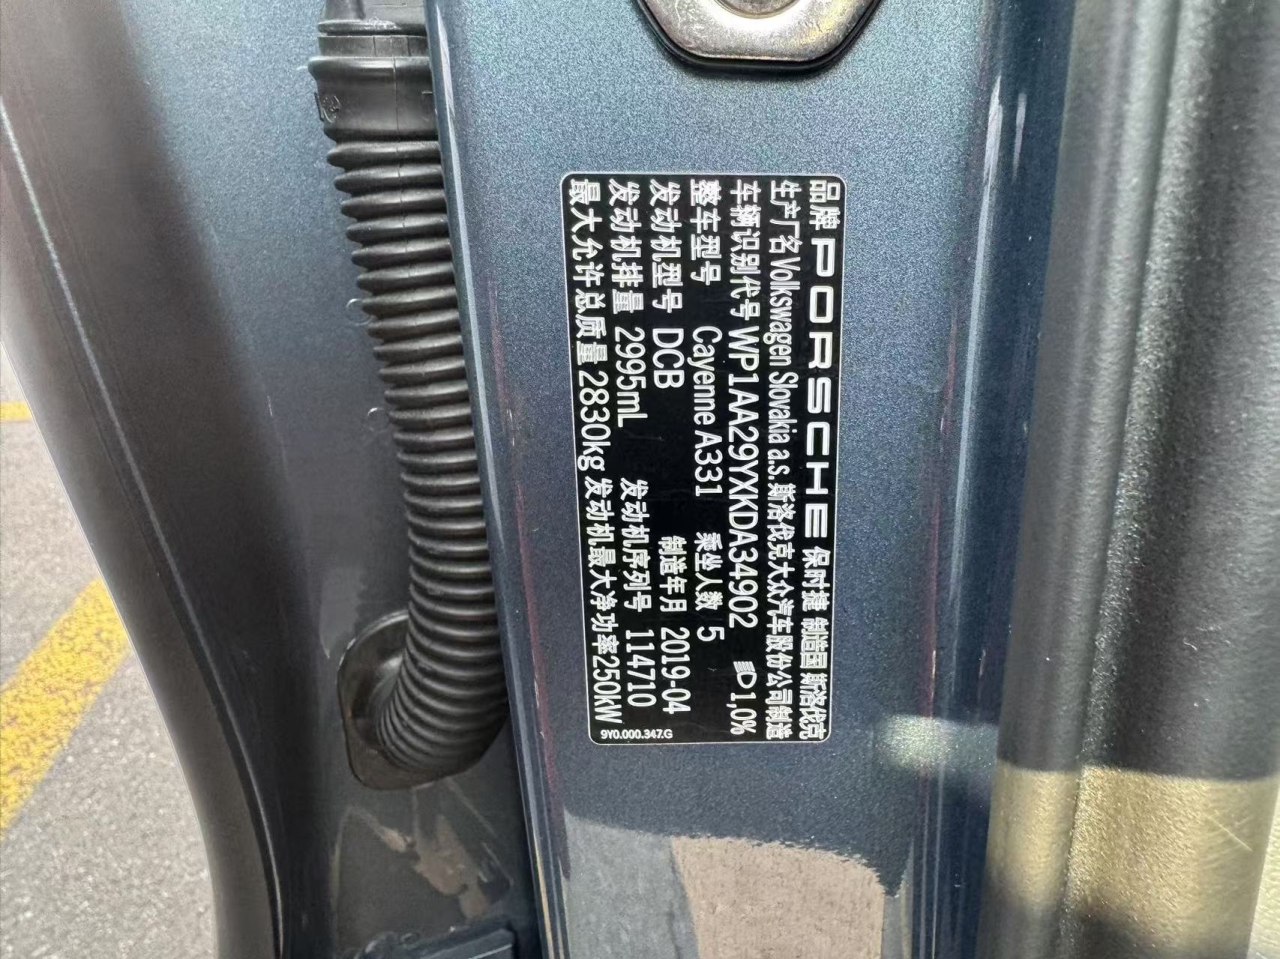 品牌 PORSCHE 保时捷 制造国 斯洛伐克
生产厂名 Volkswagen Slovakia a.s. 斯洛伐克大众汽车股份公司制造
车辆识别代号 WP1AA29YXKDA34902 1,0%
整车型号 Cayenne A331 乘坐人数 5
发动机型号 DCB 制造年月 2019-04
发动机排量 2995mL 发动机序列号 114710
最大允许总质量 2830kg 发动机最大净功率250kW
9Y0.000.347.G